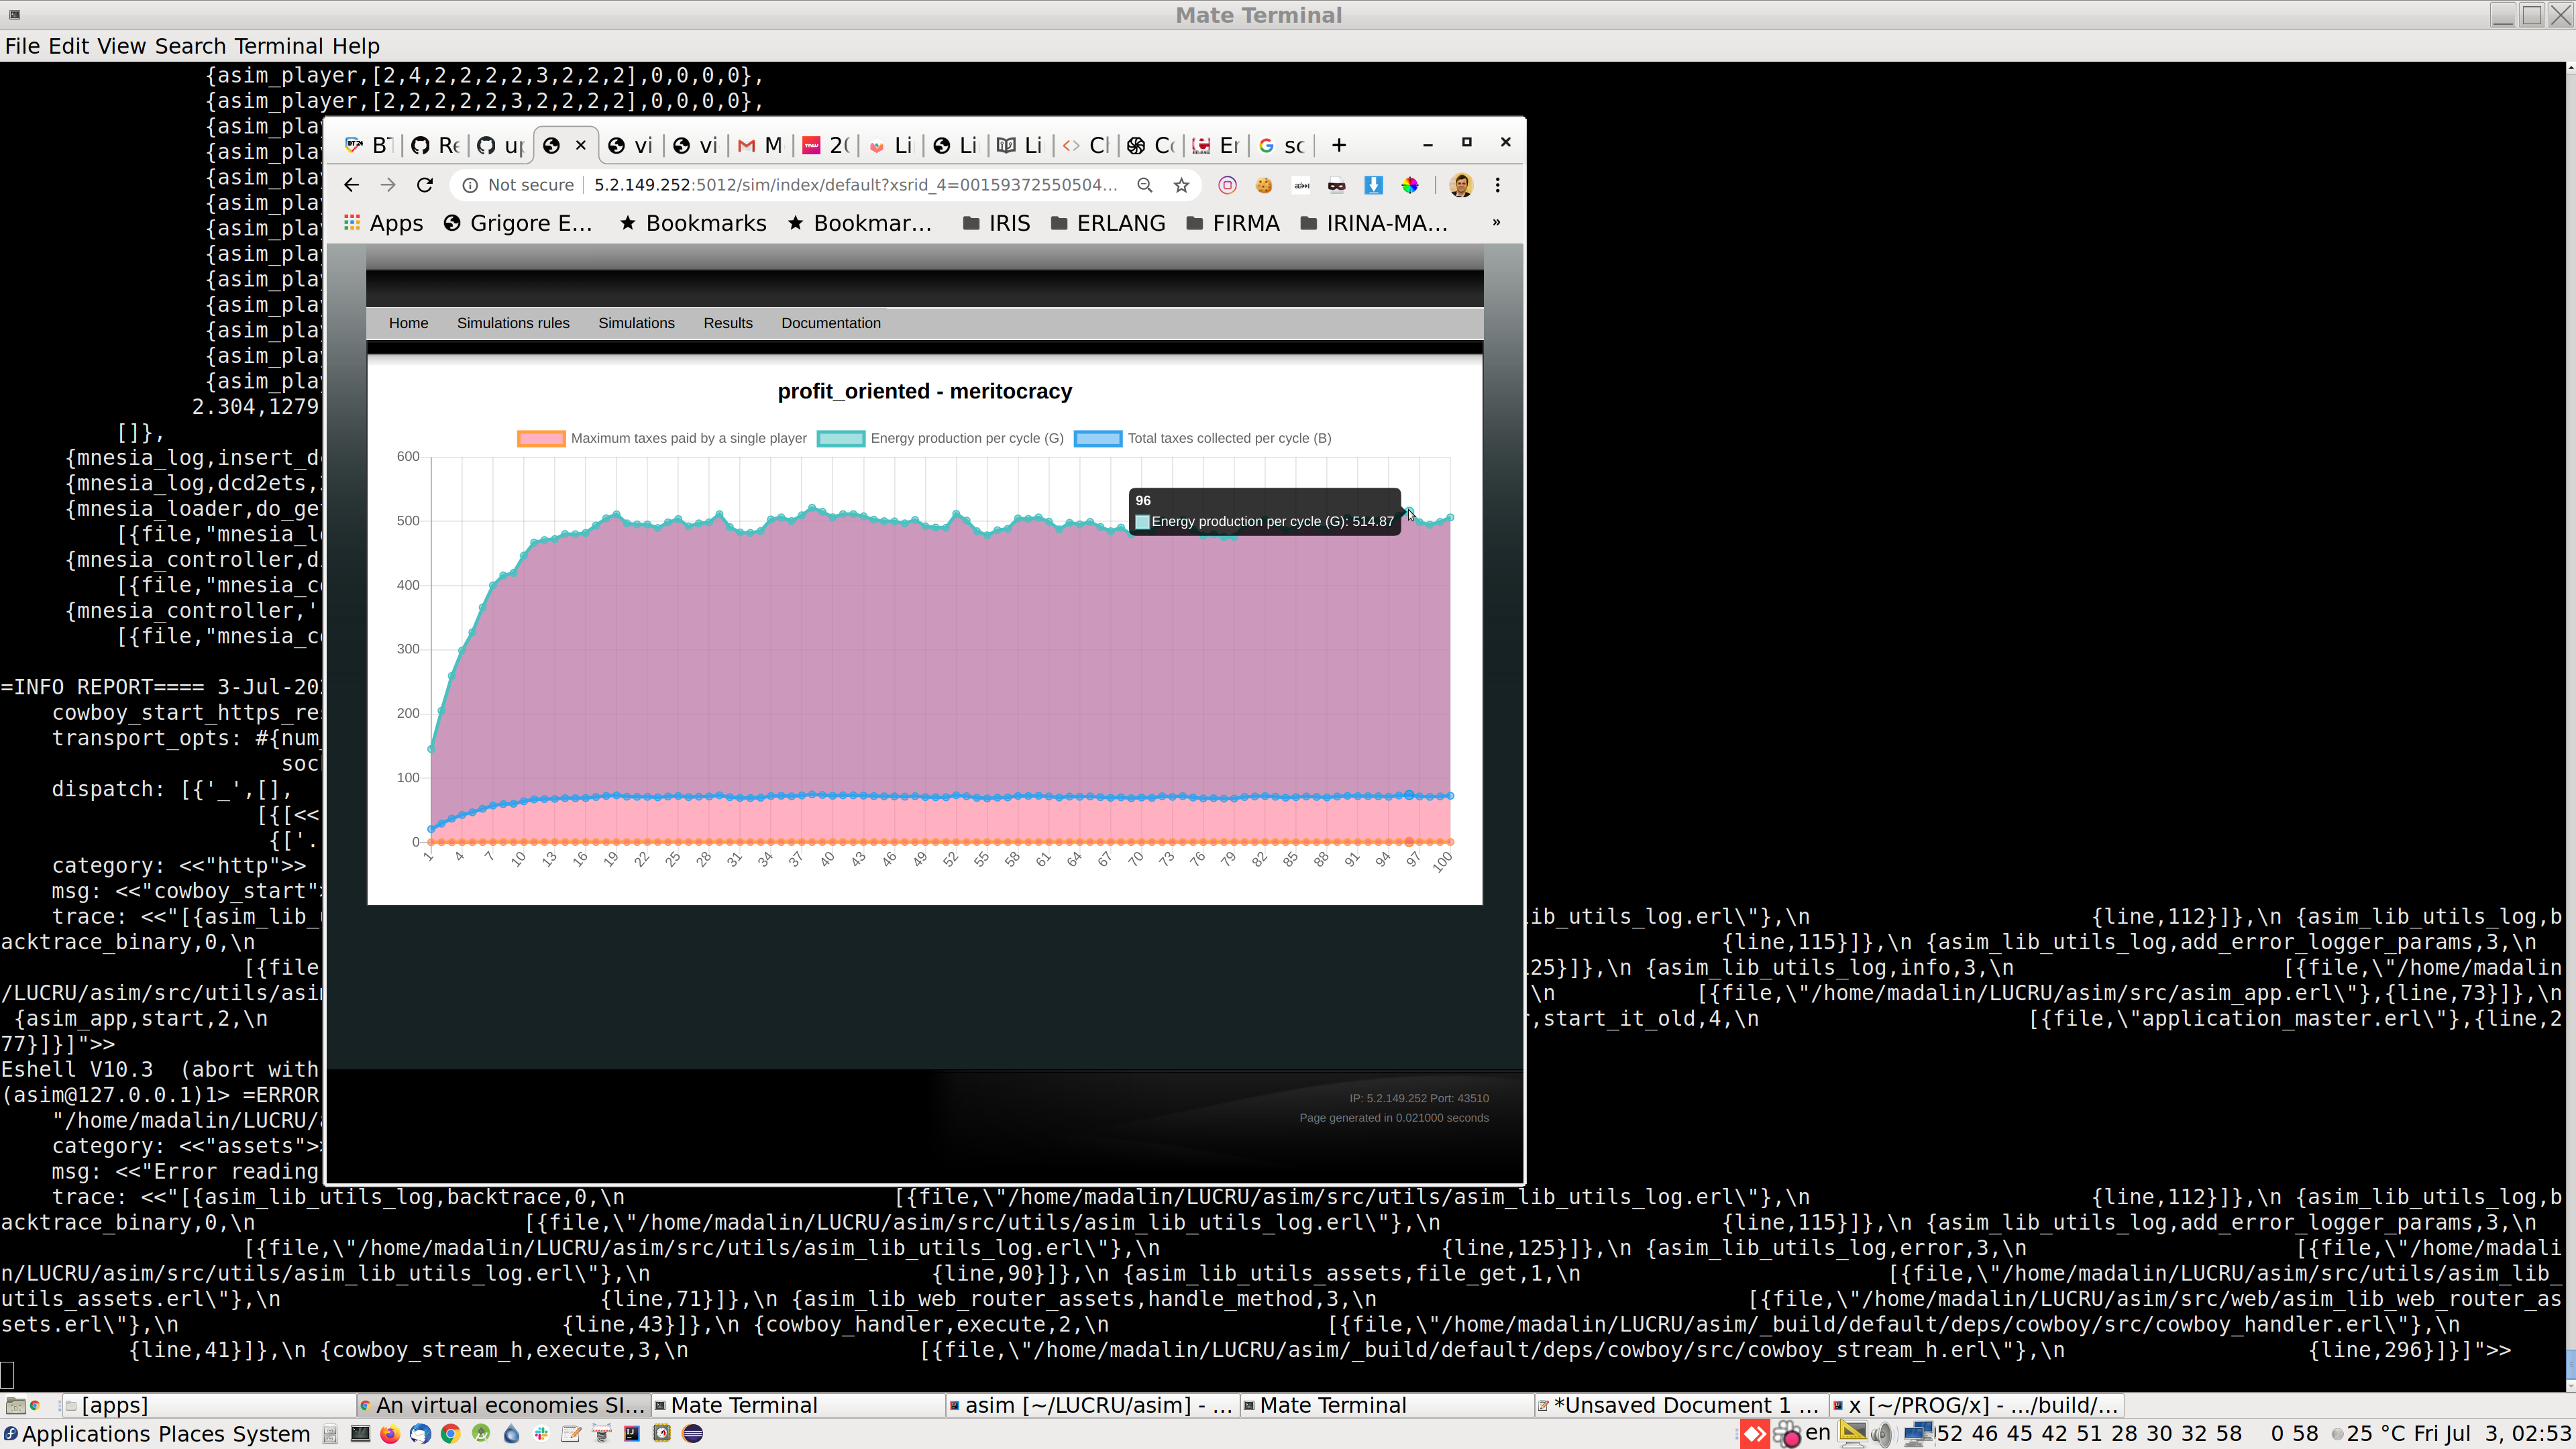 Mate Terminal
File Edit View Search Terminal Help
{asim_player,[2,4,2,2,2,2,3,2,2,2],0,0,0,0},
{asim_player,[2,2,2,2,2,3,2,2,2,2],0,0,0,0},
{asim_pla
{asim_pla
{asim_pla
{asim_pla
{asim_pla
{asim_pla
{asim_pla
{asim_pla
{asim_pla
{asim_pla
{asim_pla
2.304,1279
[]},
{mnesia_log,insert_d
{mnesia_log,dcd2ets,
{mnesia_loader,do_ge
[{file,"mnesia_l
{mnesia_controller,d
[{file,"mnesia_c
{mnesia_controller,'
[{file,"mnesia_c
=INFO REPORT==== 3-Jul-20
cowboy_start_https_re
transport_opts: #{num
soc
dispatch: [{'_',[],
[{[<<
{['.
category: <<"http">>
msg: <<"cowboy_start"
trace: <<"[{asim_lib_
acktrace_binary,0,\n
[{file
/LUCRU/asim/src/utils/asi
{asim_app,start,2,\n
77}]}]">>
Eshell V10.3  (abort with
(asim@127.0.0.1)1> =ERROR
"/home/madalin/LUCRU/
category: <<"assets">
msg: <<"Error reading
B
Re
up
vi
vi
M
20
Li
Li
Li
Cl
Er
sc
Not secure
5.2.149.252:5012/sim/index/default?xsrid_4=00159372550504...
Apps
Grigore E...
Bookmarks
Bookmar...
IRIS
ERLANG
FIRMA
IRINA-MA...
»
Home
Simulations rules
Simulations
Results
Documentation
profit_oriented - meritocracy
Maximum taxes paid by a single player
Energy production per cycle (G)
Total taxes collected per cycle (B)
600
500
400
300
200
100
0
96
Energy production per cycle (G): 514.87
1 4 7 10 13 16 19 22 25 28 31 34 37 40 43 46 49 52 55 58 61 64 67 70 73 76 79 82 85 88 91 94 97 100
IP: 5.2.149.252 Port: 43510
Page generated in 0.021000 seconds
ib_utils_log.erl\"},\n {line,112}]},\n {asim_lib_utils_log,b
{line,115}]},\n {asim_lib_utils_log,add_error_logger_params,3,\n
25}]},\n {asim_lib_utils_log,info,3,\n [{file,\"/home/madalin
\n [{file,\"/home/madalin/LUCRU/asim/src/asim_app.erl\"},{line,73}]},\n
,start_it_old,4,\n [{file,\"application_master.erl\"},{line,2
trace: <<"[{asim_lib_utils_log,backtrace,0,\n [{file,\"/home/madalin/LUCRU/asim/src/utils/asim_lib_utils_log.erl\"},\n {line,112}]},\n {asim_lib_utils_log,b
acktrace_binary,0,\n [{file,\"/home/madalin/LUCRU/asim/src/utils/asim_lib_utils_log.erl\"},\n {line,115}]},\n {asim_lib_utils_log,add_error_logger_params,3,\n
[{file,\"/home/madalin/LUCRU/asim/src/utils/asim_lib_utils_log.erl\"},\n {line,125}]},\n {asim_lib_utils_log,error,3,\n [{file,\"/home/madali
n/LUCRU/asim/src/utils/asim_lib_utils_log.erl\"},\n {line,90}]},\n {asim_lib_utils_assets,file_get,1,\n [{file,\"/home/madalin/LUCRU/asim/src/utils/asim_lib_
utils_assets.erl\"},\n {line,71}]},\n {asim_lib_web_router_assets,handle_method,3,\n [{file,\"/home/madalin/LUCRU/asim/src/web/asim_lib_web_router_as
sets.erl\"},\n {line,43}]},\n {cowboy_handler,execute,2,\n [{file,\"/home/madalin/LUCRU/asim/_build/default/deps/cowboy/src/cowboy_handler.erl\"},\n
{line,41}]},\n {cowboy_stream_h,execute,3,\n [{file,\"/home/madalin/LUCRU/asim/_build/default/deps/cowboy/src/cowboy_stream_h.erl\"},\n {line,296}]}]">>
[apps]
An virtual economies SI...
Mate Terminal
asim [~/LUCRU/asim] - ...
Mate Terminal
*Unsaved Document 1 ...
x [~/PROG/x] - .../build/...
Applications Places System
en
52 46 45 42 51 28 30 32 58 0 58
25 °C Fri Jul 3, 02:53